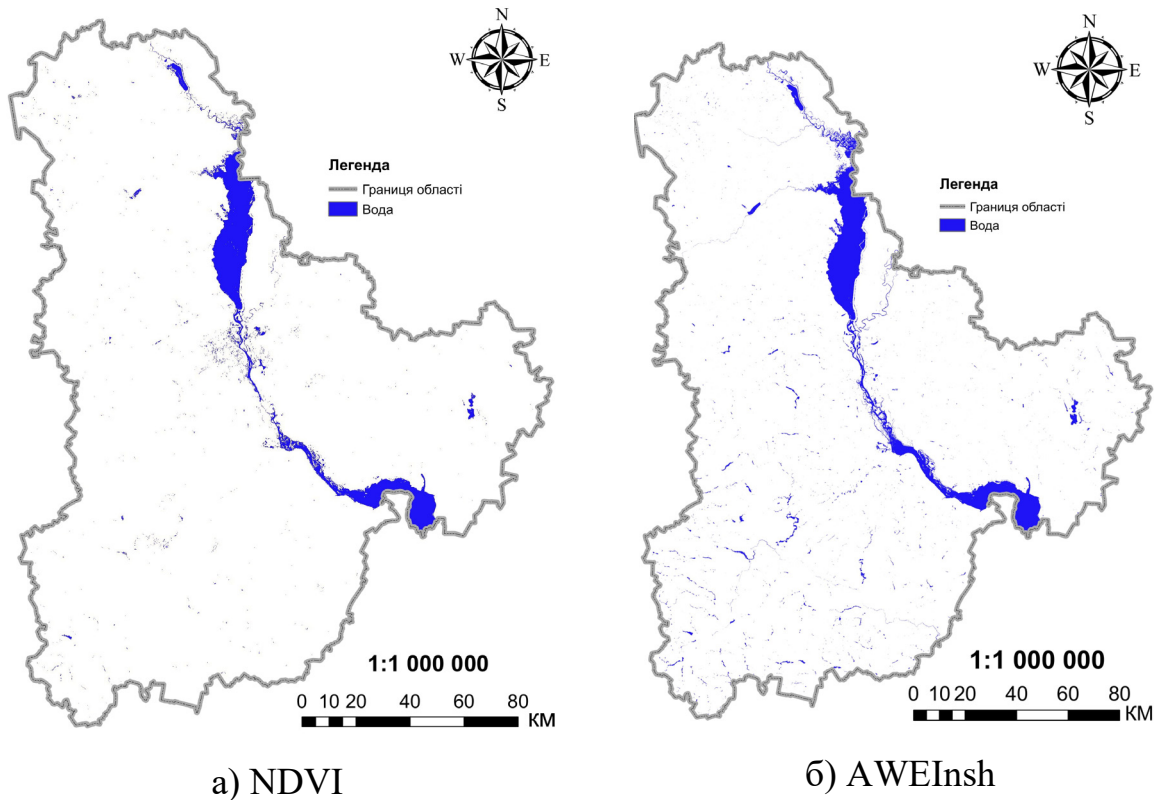 N
W E
S
Легенда
Границя області
Вода
1:1 000 000
0 10 20 40 60 80
КМ
а) NDVI
N
W E
S
Легенда
Границя області
Вода
1:1 000 000
0 10 20 40 60 80
КМ
б) AWEInsh